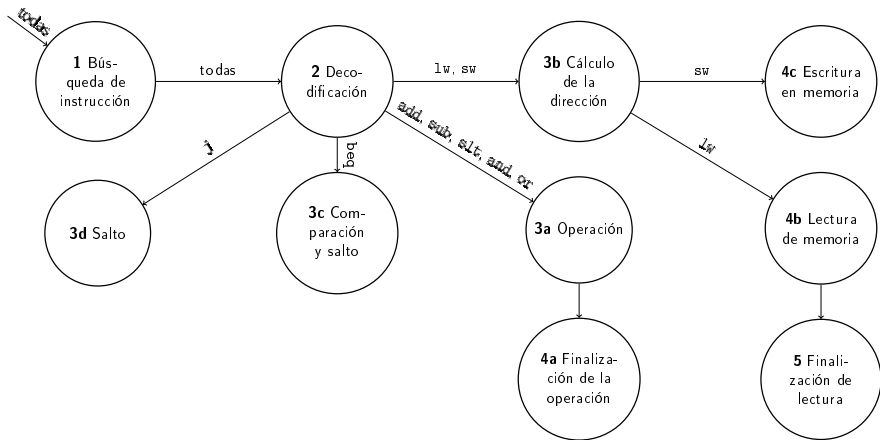 todas
1 Bús-
queda de
instrucción
todas
2 Deco-
dificación
lw, sw
3b Cálculo
de la
dirección
sw
4c Escritura
en memoria
j
beq
add, sub, slt, and, or
lw
3d Salto
3c Com-
paración
y salto
3a Operación
4b Lectura
de memoria
4a Finaliza-
ción de la
operación
5 Finali-
zación de
lectura